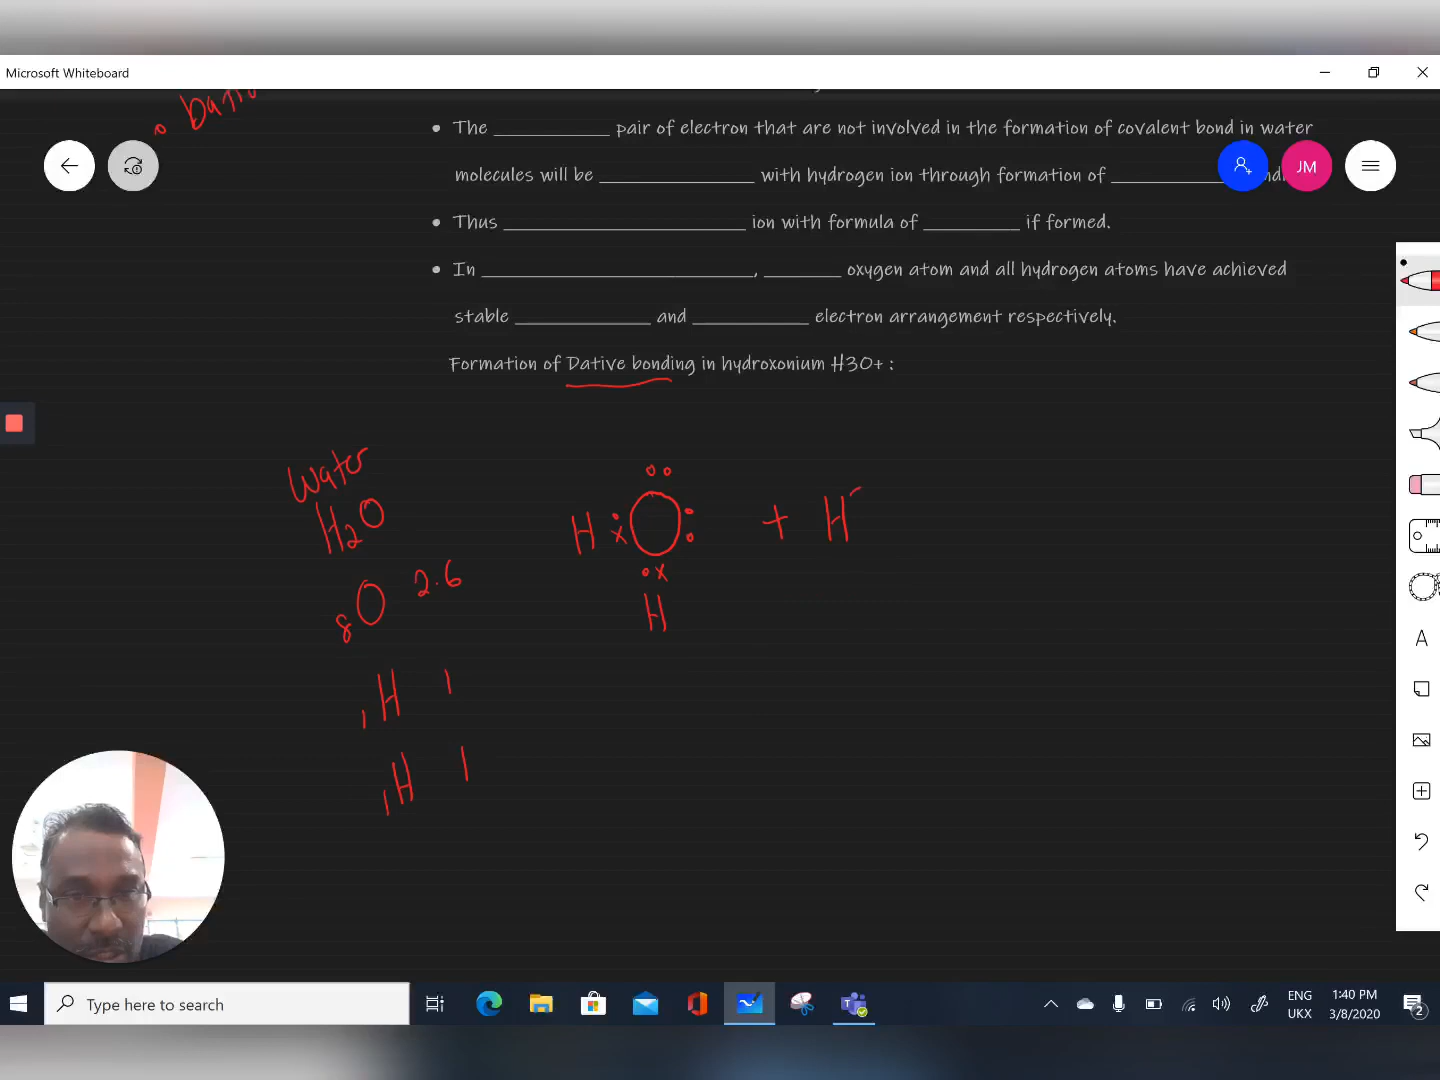 Microsoft Whiteboard
The __________ pair of electron that are not involved in the formation of covalent bond in water
JM
molecules will be ______________ with hydrogen ion through formation of __________
Thus ______________________ ion with formula of _________ if formed.
In _________________________, _______ oxygen atom and all hydrogen atoms have achieved
stable ____________ and __________ electron arrangement respectively.
Formation of Dative bonding in hydroxonium H3O+ :
Water
H2O
H O + H
8O 2.6
H
1H 1
1H 1
A
Type here to search
ENG
UKX
1:40 PM
3/8/2020
2